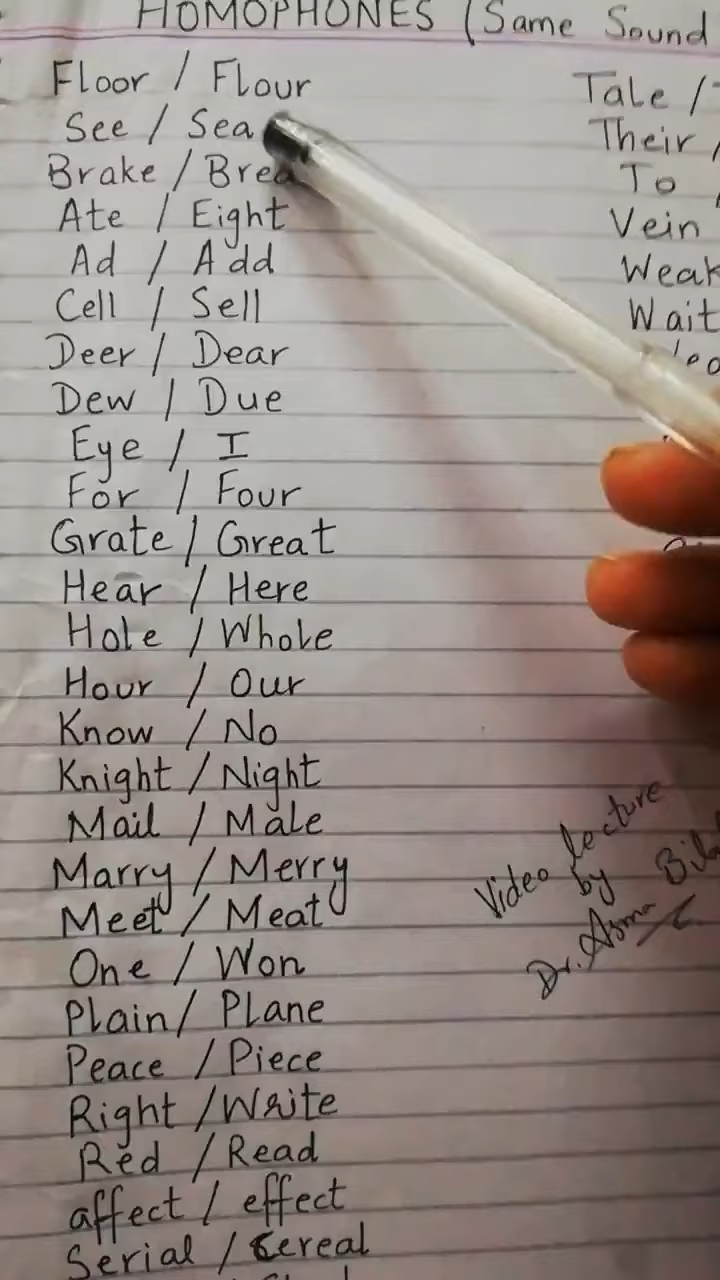 HOMOPHONES (Same Sound
Floor / Flour
See / Sea
Brake /
Ate / Eight
Ad / Add
Cell / Sell
Deer / Dear
Dew / Due
Eye / I
For / Four
Grate / Great
Hear / Here
Hole / Whole
Hour / Our
Know / No
Knight / Night
Mail / Male
Marry / Merry
Meet / Meat
One / Won
Plain / Plane
Peace / Piece
Right / Write
Red / Read
affect / effect
Serial / Cereal
Tale /
Their /
To
Vein
Weak
Wait
Video lecture
by
Dr. Asma